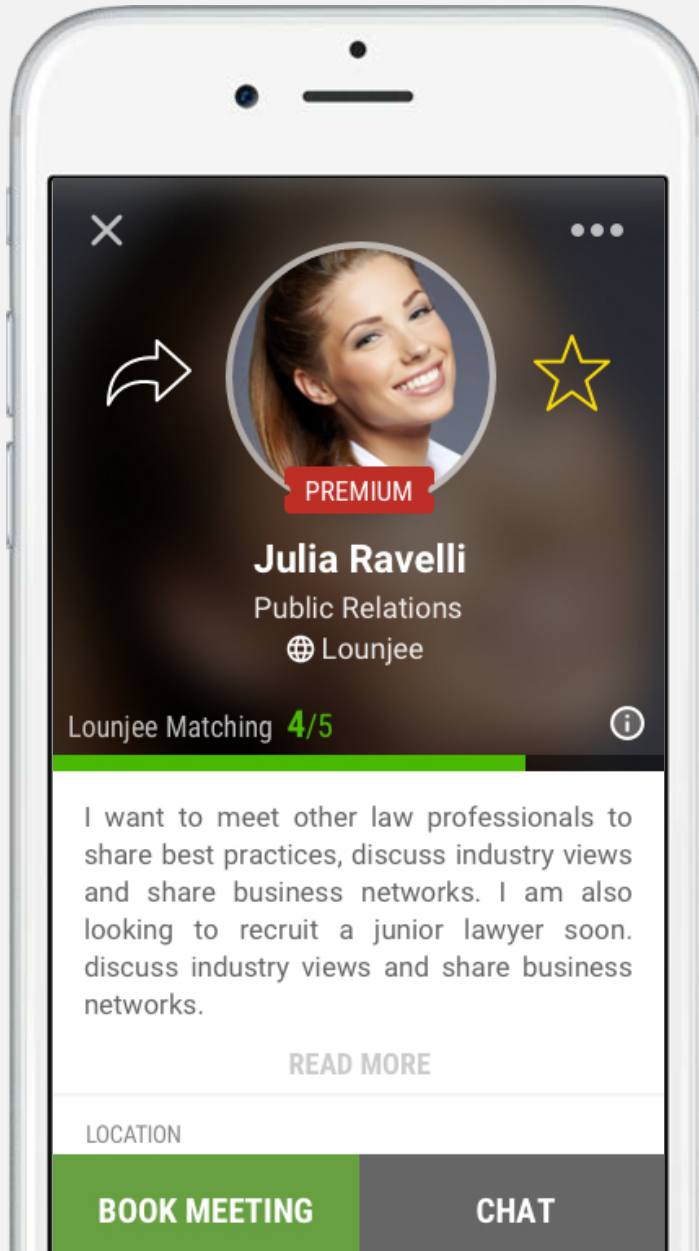 PREMIUM
Julia Ravelli
Public Relations
Lounjee
Lounjee Matching 4/5
I want to meet other law professionals to
share best practices, discuss industry views
and share business networks. I am also
looking to recruit a junior lawyer soon.
discuss industry views and share business
networks.
READ MORE
LOCATION
BOOK MEETING CHAT